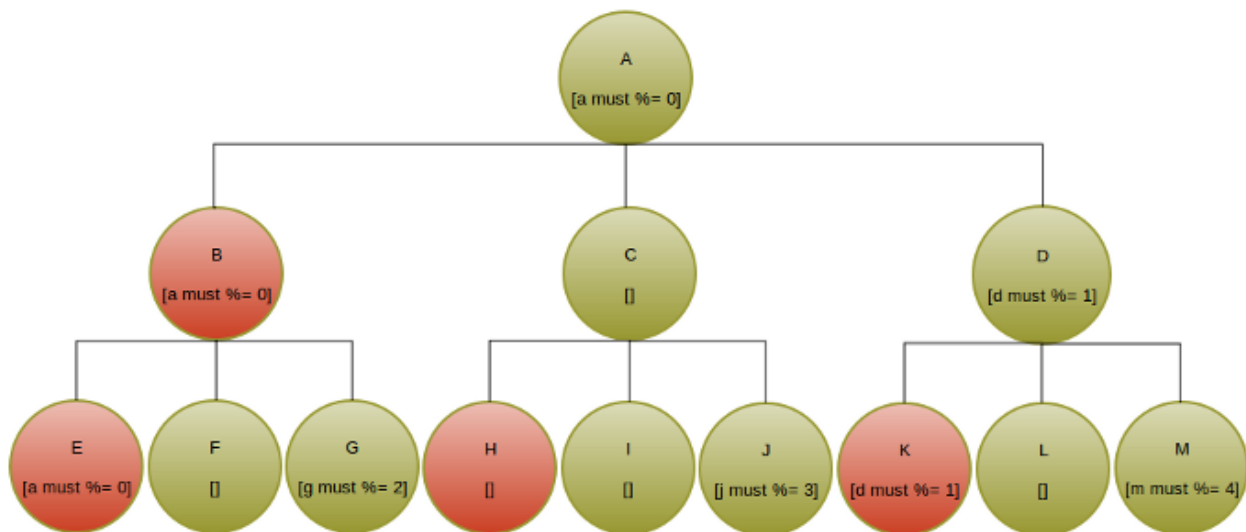 A
[a must %= 0]
B
[a must %= 0]
C
[]
D
[d must %= 1]
E
[a must %= 0]
F
[]
G
[g must %= 2]
H
[]
I
[]
J
[j must %= 3]
K
[d must %= 1]
L
[]
M
[m must %= 4]